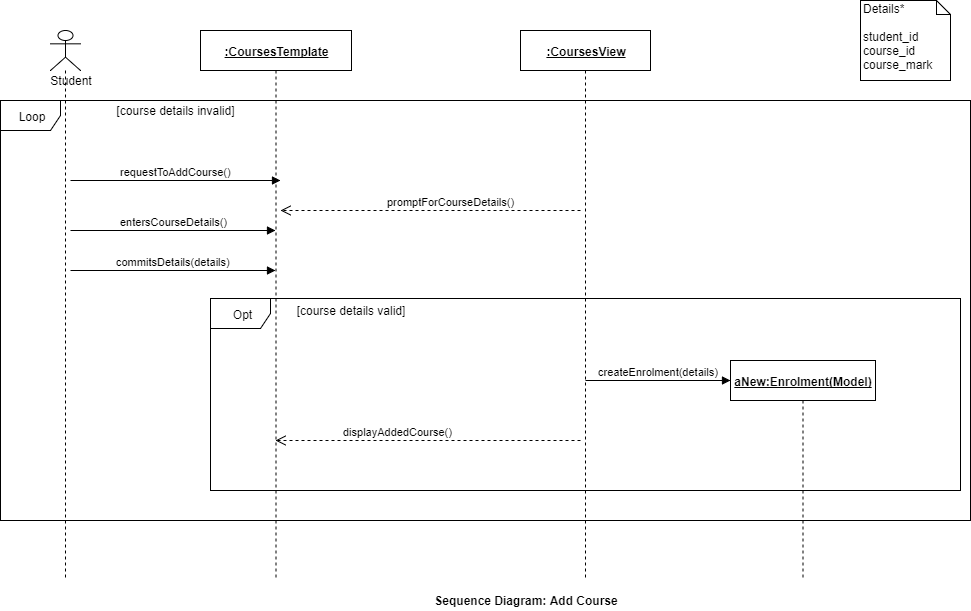 Details*
student_id
course_id
course_mark
:CoursesTemplate
:CoursesView
Student
Loop
[course details invalid]
requestToAddCourse()
promptForCourseDetails()
entersCourseDetails()
commitsDetails(details)
Opt
[course details valid]
createEnrolment(details)
aNew:Enrolment(Model)
displayAddedCourse()
Sequence Diagram: Add Course